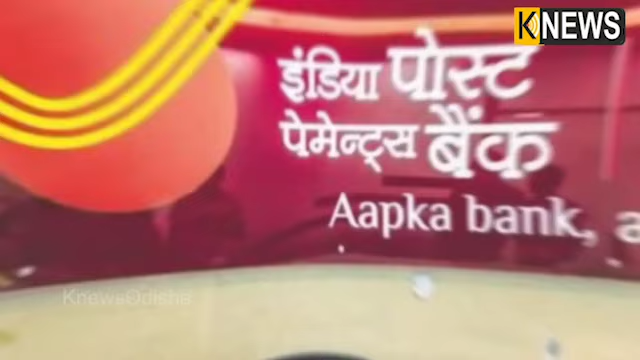 KNEWS
इंडिया पोस्ट
पेमेन्ट्स बैंक
Aapka bank, a
KnewsOdisha